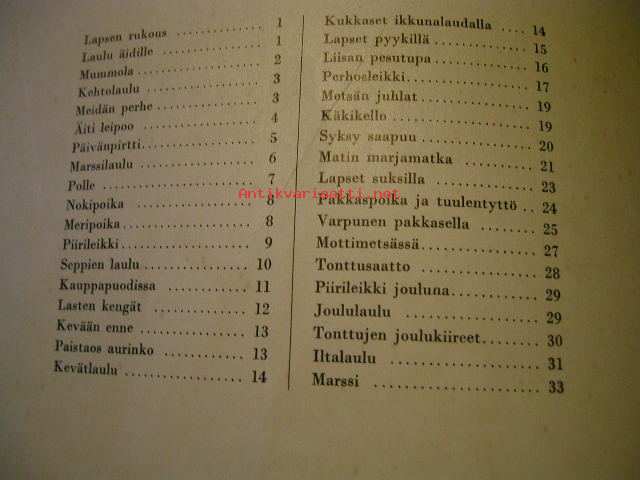 Lapsen rukous .......... 1
Laulu äidille .......... 1
Mummola .......... 2
Kehtolaulu .......... 3
Meidän perhe .......... 3
Äiti leipoo .......... 4
Päivänpirtti .......... 5
Marssilaulu .......... 6
Polle .......... 7
Nokipoika .......... 8
Meripoika .......... 8
Piirileikki .......... 9
Seppien laulu .......... 10
Kauppapuodissa .......... 11
Lasten kengät .......... 12
Kevään enne .......... 13
Paistaos aurinko .......... 13
Kevätlaulu .......... 14
Kukkaset ikkunalaudalla .... 14
Lapset pyykillä .......... 15
Liisan pesutupa .......... 16
Perhosleikki .......... 17
Metsän juhlat .......... 19
Käkikello .......... 19
Syksy saapuu .......... 20
Matin marjamatka .......... 21
Lapset suksilla .......... 23
Pakkaspoika ja tuulentyttö .. 24
Varpunen pakkasella .......... 25
Mottimetsässä .......... 27
Tonttusaatto .......... 28
Piirileikki jouluna .......... 29
Joululaulu .......... 29
Tonttujen joulukiireet .......... 30
Iltalaulu .......... 31
Marssi .......... 33
Antikvariaatti.net